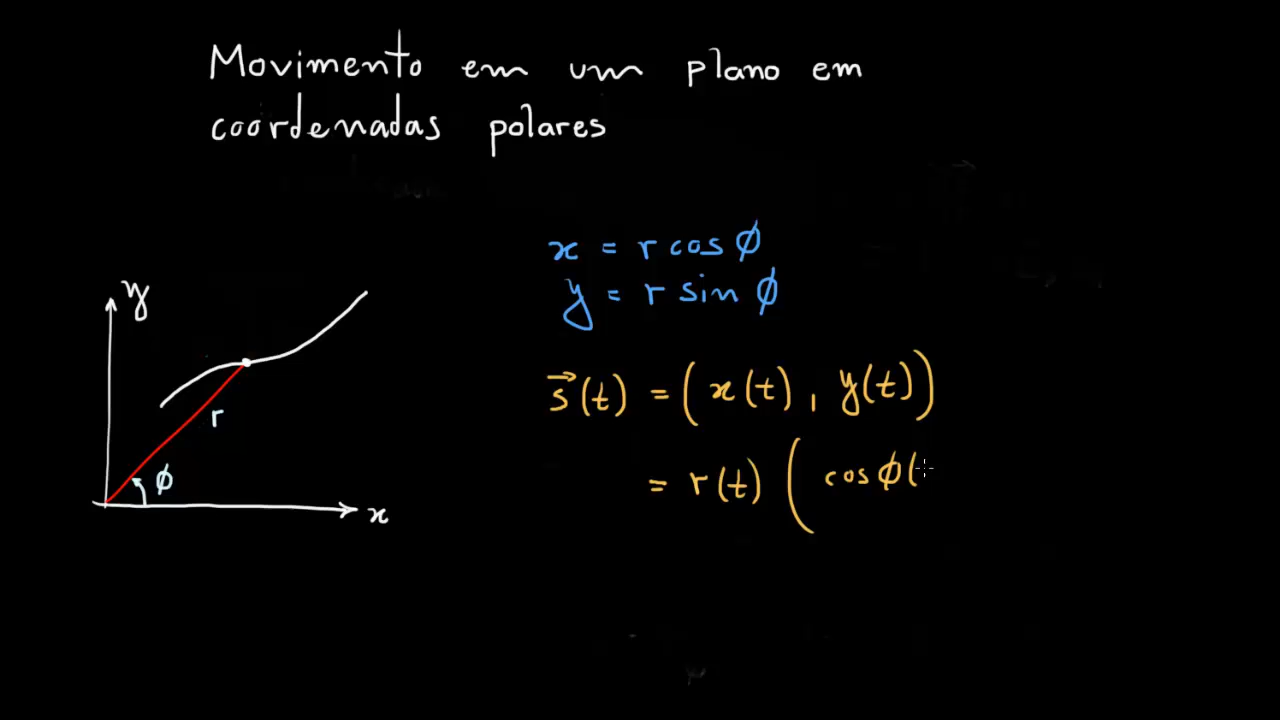 Movimento em um plano em
coordenadas polares
x = r cos ϕ
y = r sin ϕ
y
r
ϕ
x
s⃗(t) = (x(t), y(t))
= r(t) ( cos ϕ(